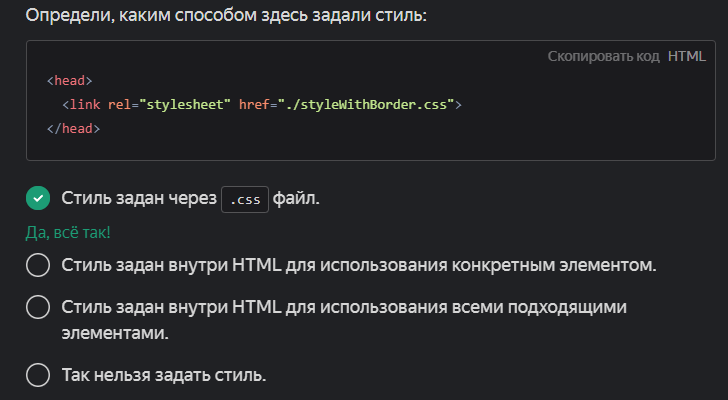 Определи, каким способом здесь задали стиль:
Скопировать код HTML
<head>
<link rel="stylesheet" href="./styleWithBorder.css">
</head>
Стиль задан через .css файл.
Да, всё так!
Стиль задан внутри HTML для использования конкретным элементом.
Стиль задан внутри HTML для использования всеми подходящими
элементами.
Так нельзя задать стиль.